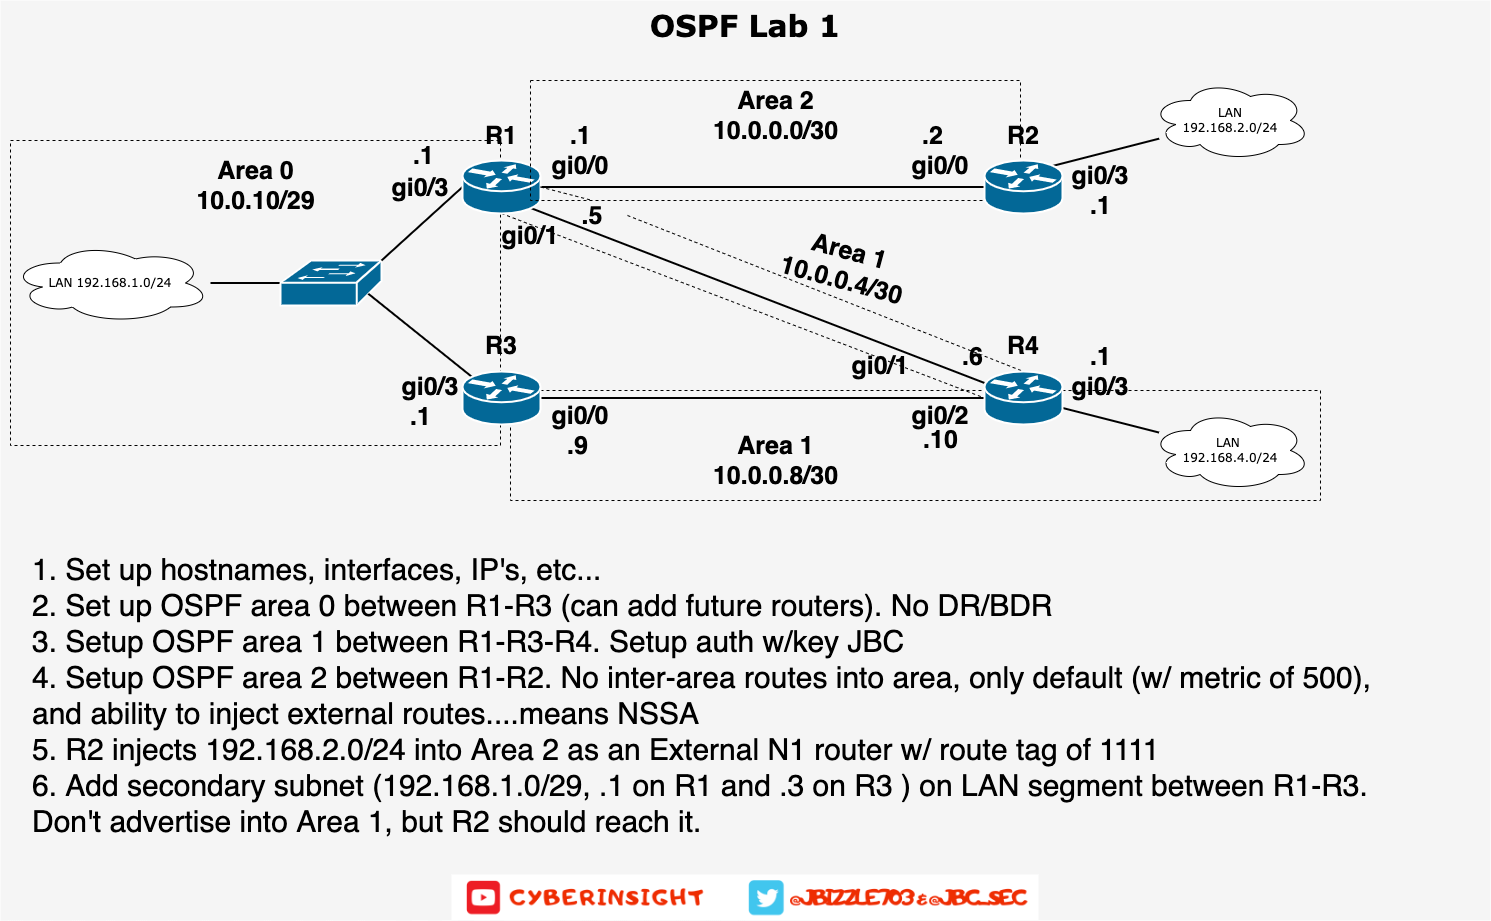 OSPF Lab 1
Area 2
10.0.0.0/30
LAN
192.168.2.0/24
R1
.1
gi0/0
.2
gi0/0
R2
.1
gi0/3
gi0/3
.1
Area 0
10.0.10/29
.5
gi0/1
Area 1
10.0.0.4/30
LAN 192.168.1.0/24
R3
gi0/1
.6
R4
.1
gi0/3
gi0/3
.1
gi0/0
.9
gi0/2
.10
Area 1
10.0.0.8/30
LAN
192.168.4.0/24
1. Set up hostnames, interfaces, IP's, etc...
2. Set up OSPF area 0 between R1-R3 (can add future routers). No DR/BDR
3. Setup OSPF area 1 between R1-R3-R4. Setup auth w/key JBC
4. Setup OSPF area 2 between R1-R2. No inter-area routes into area, only default (w/ metric of 500),
and ability to inject external routes....means NSSA
5. R2 injects 192.168.2.0/24 into Area 2 as an External N1 router w/ route tag of 1111
6. Add secondary subnet (192.168.1.0/29, .1 on R1 and .3 on R3 ) on LAN segment between R1-R3.
Don't advertise into Area 1, but R2 should reach it.
CYBERINSIGHT
@JBIZZLE703 & @JBC_SEC